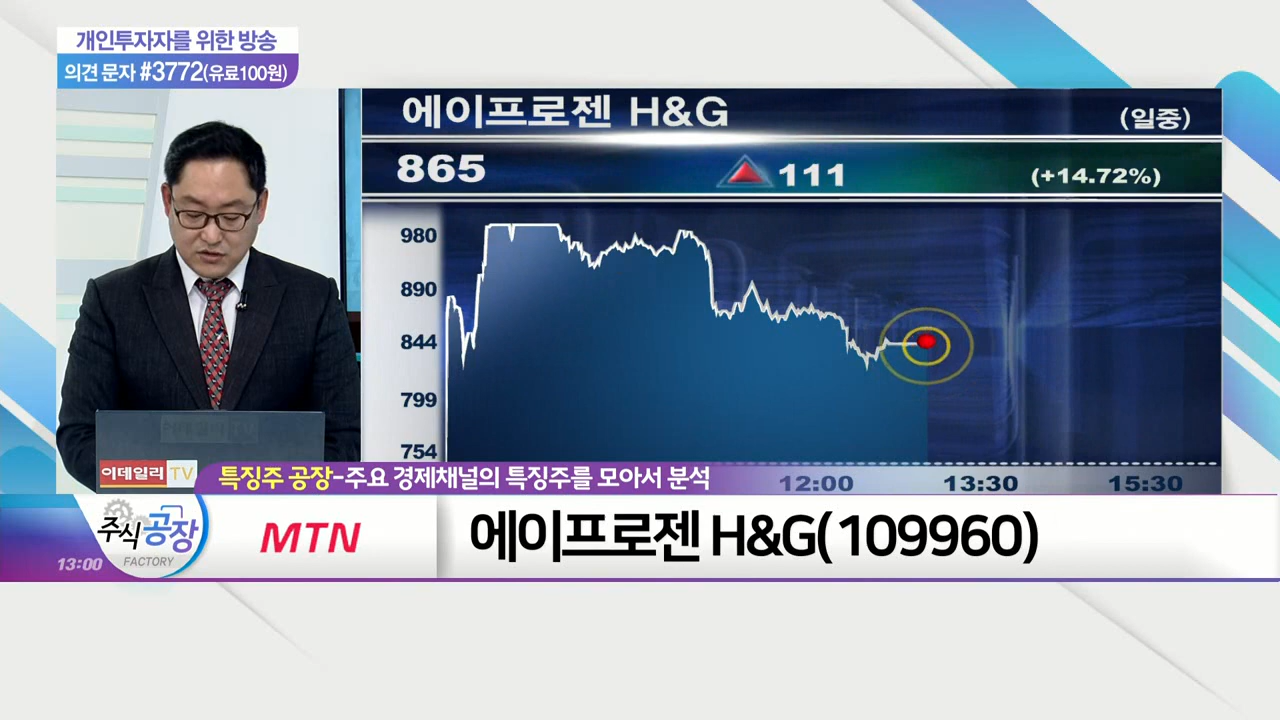 개인투자자를 위한 방송
의견 문자 #3772(유료100원)
에이프로젠 H&G
(일중)
865 ▲ 111 (+14.72%)
980
890
844
799
754
12:00 13:30 15:30
이데일리 TV
특징주 공장-주요 경제채널의 특징주를 모아서 분석
주식공장
FACTORY
13:00
MTN
에이프로젠 H&G(109960)